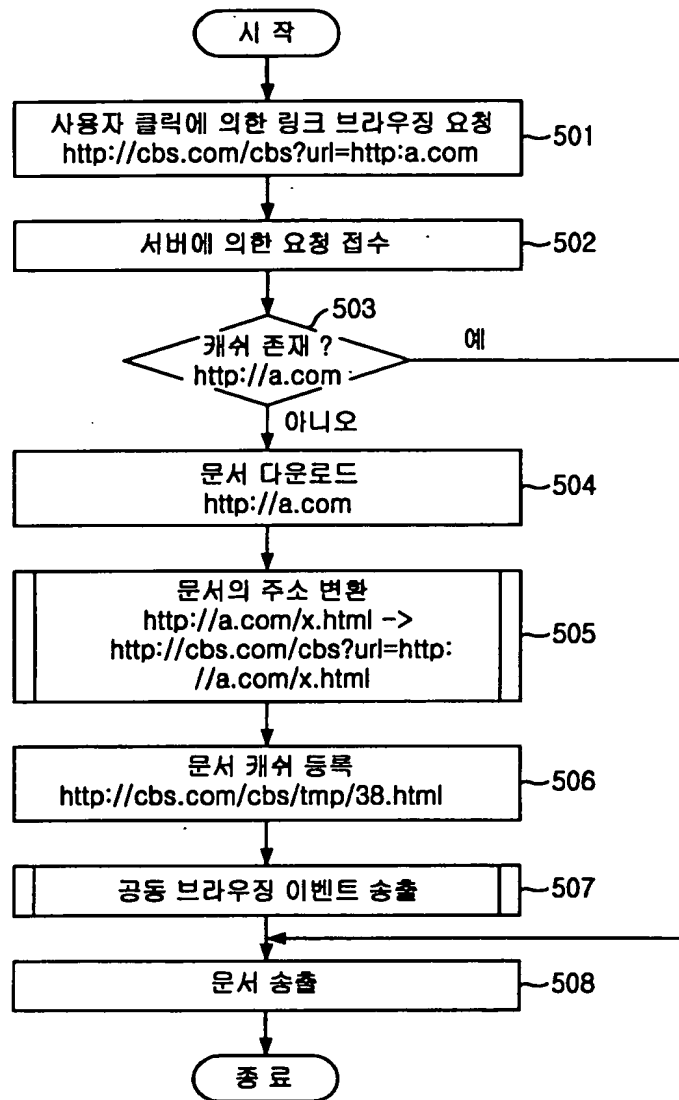 시 작
사용자 클릭에 의한 링크 브라우징 요청
http://cbs.com/cbs?url=http:a.com
501
서버에 의한 요청 접수
502
503
캐쉬 존재 ?
http://a.com
예
아니오
문서 다운로드
http://a.com
504
문서의 주소 변환
http://a.com/x.html ->
http://cbs.com/cbs?url=http:
//a.com/x.html
505
문서 캐쉬 등록
http://cbs.com/cbs/tmp/38.html
506
공동 브라우징 이벤트 송출
507
문서 송출
508
종 료